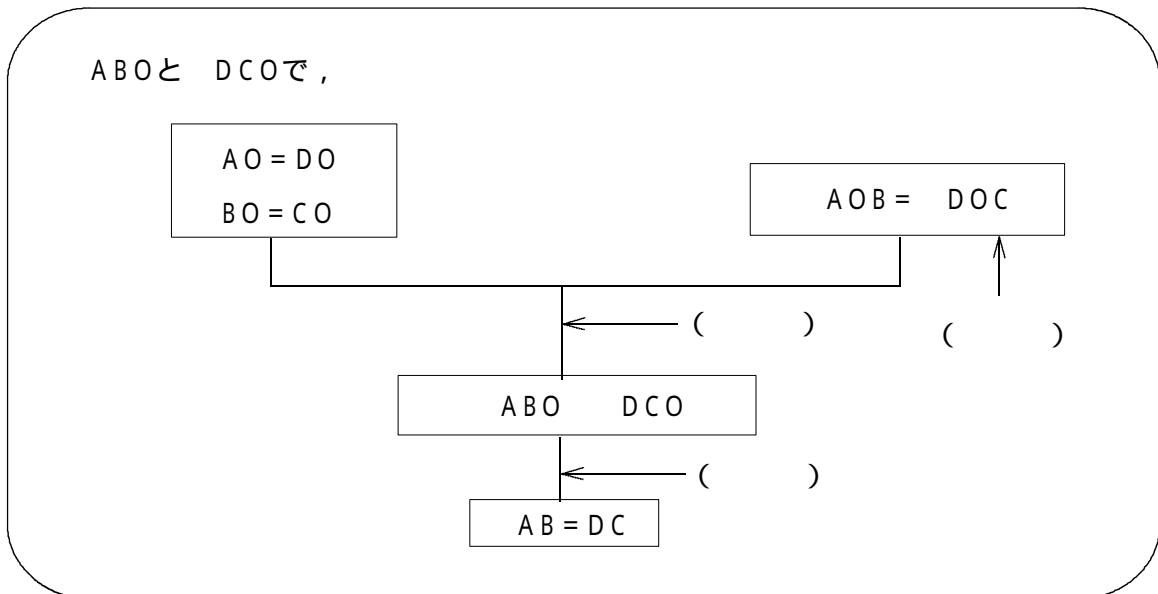 ABOと DCOで,
AO=DO
BO=CO
AOB= DOC
( )
( )
ABO DCO
( )
AB=DC